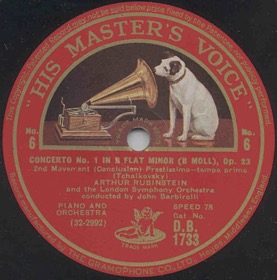 "HIS MASTER'S VOICE"
No. 6
No. 6
CONCERTO No. 1 IN B FLAT MINOR (B MOLL), Op. 23
2nd Movement (Conclusion) Prestissimo—tempo primo
(Tchaikovsky)
ARTHUR RUBINSTEIN
and the London Symphony Orchestra
conducted by John Barbirolli
PIANO AND
ORCHESTRA
(32-2992)
SPEED 78
Cat. No.
D.B.
1733
TRADE MARK
THE GRAMOPHONE CO. LTD.